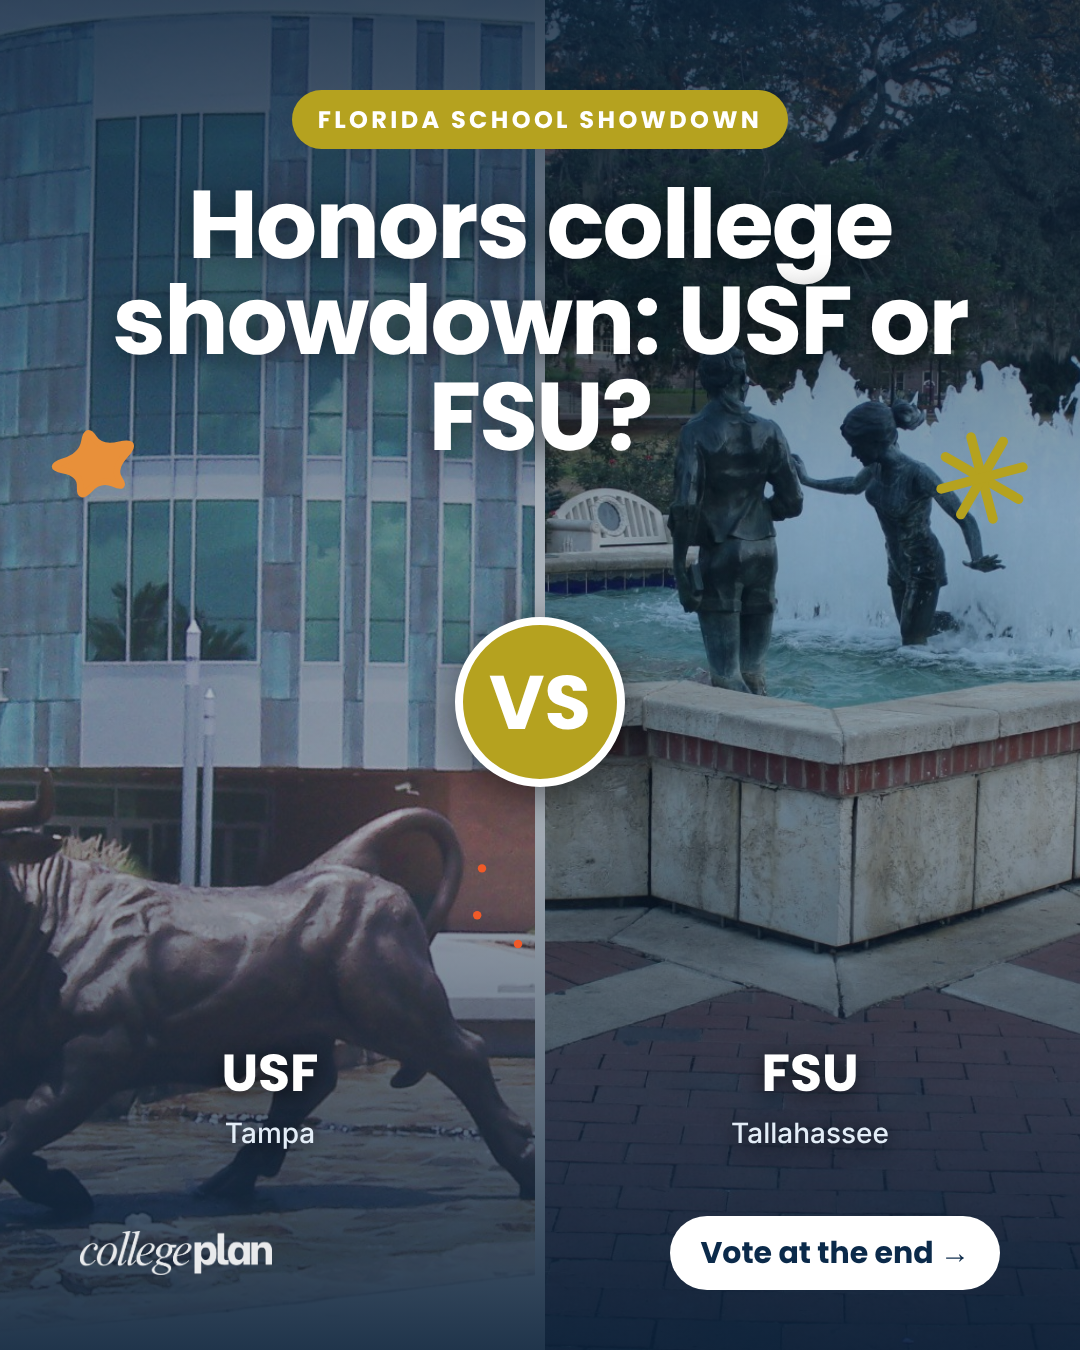 FLORIDA SCHOOL SHOWDOWN
Honors college
showdown: USF or
FSU?
VS
USF
Tampa
FSU
Tallahassee
collegeplan
Vote at the end →